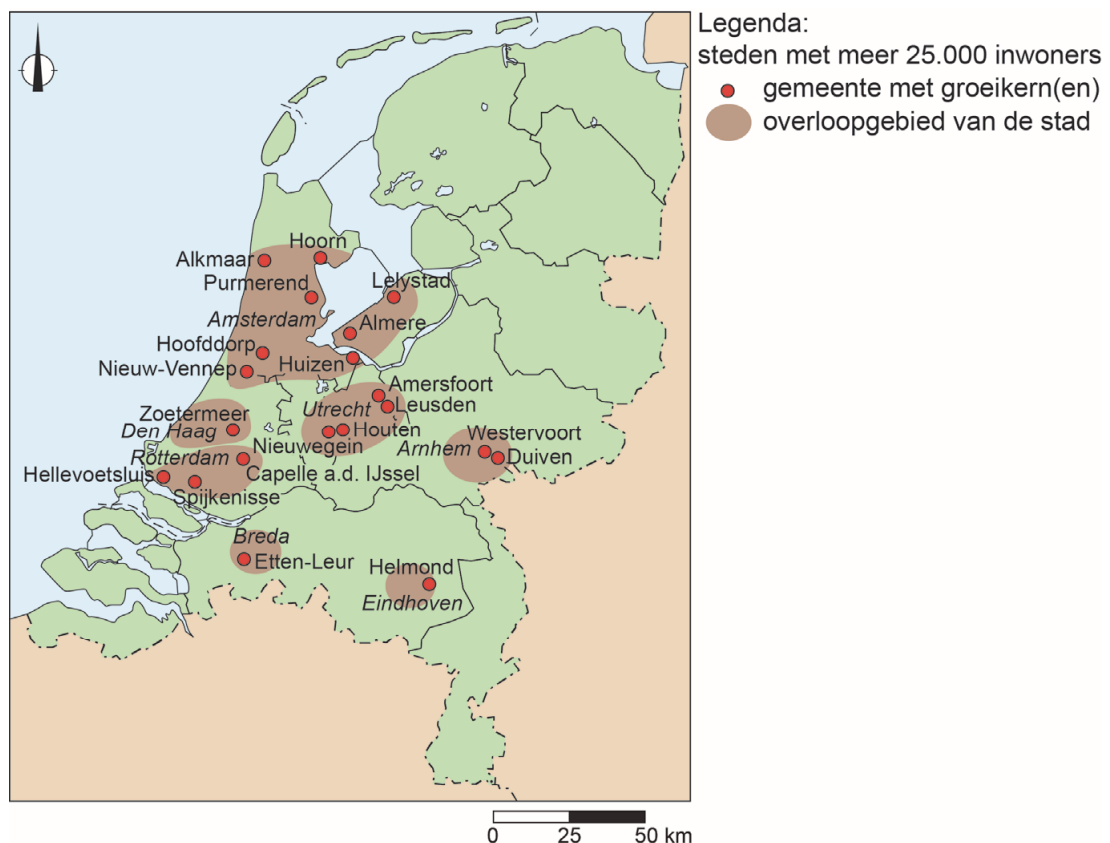 Legenda:
steden met meer 25.000 inwoners
gemeente met groeikern(en)
overloopgebied van de stad
Hoorn
Alkmaar
Purmerend
Lelystad
Amsterdam
Almere
Hoofddorp
Huizen
Nieuw-Vennep
Amersfoort
Utrecht
Leusden
Zoetermeer
Den Haag
Houten
Westervoort
Nieuwegein
Arnhem
Duiven
Rotterdam
Hellevoetsluis
Capelle a.d. IJssel
Spijkenisse
Breda
Etten-Leur
Helmond
Eindhoven
0 25 50 km